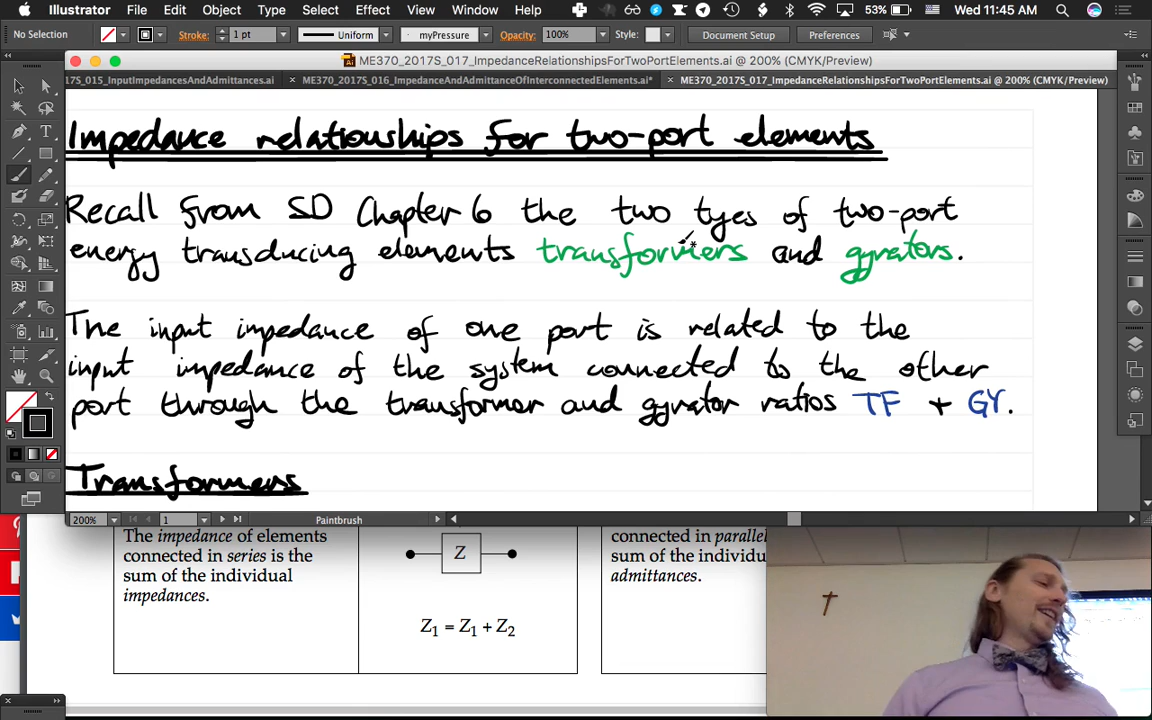 Illustrator File Edit Object Type Select Effect View Window Help 53% Wed 11:45 AM
No Selection Stroke: 1 pt Uniform myPressure Opacity: 100% Style: Document Setup Preferences
ME370_2017S_017_ImpedanceRelationshipsForTwoPortElements.ai @ 200% (CMYK/Preview)
17S_015_InputImpedancesAndAdmittances.ai ME370_2017S_016_ImpedanceAndAdmittanceOfInterconnectedElements.ai* ME370_2017S_017_ImpedanceRelationshipsForTwoPortElements.ai @ 200% (CMYK/Preview)
Impedance relationships for two-port elements
Recall from SD Chapter 6 the two tyes of two-port
energy transducing elements transformers and gyrators.
The input impedance of one port is related to the
input impedance of the system connected to the other
port through the transformer and gyrator ratios TF + GY.
Transformers
200% 1 Paintbrush
The impedance of elements
connected in series is the
sum of the individual
impedances.
Z
Z1 = Z1 + Z2
connected in parallel
sum of the individu
admittances.